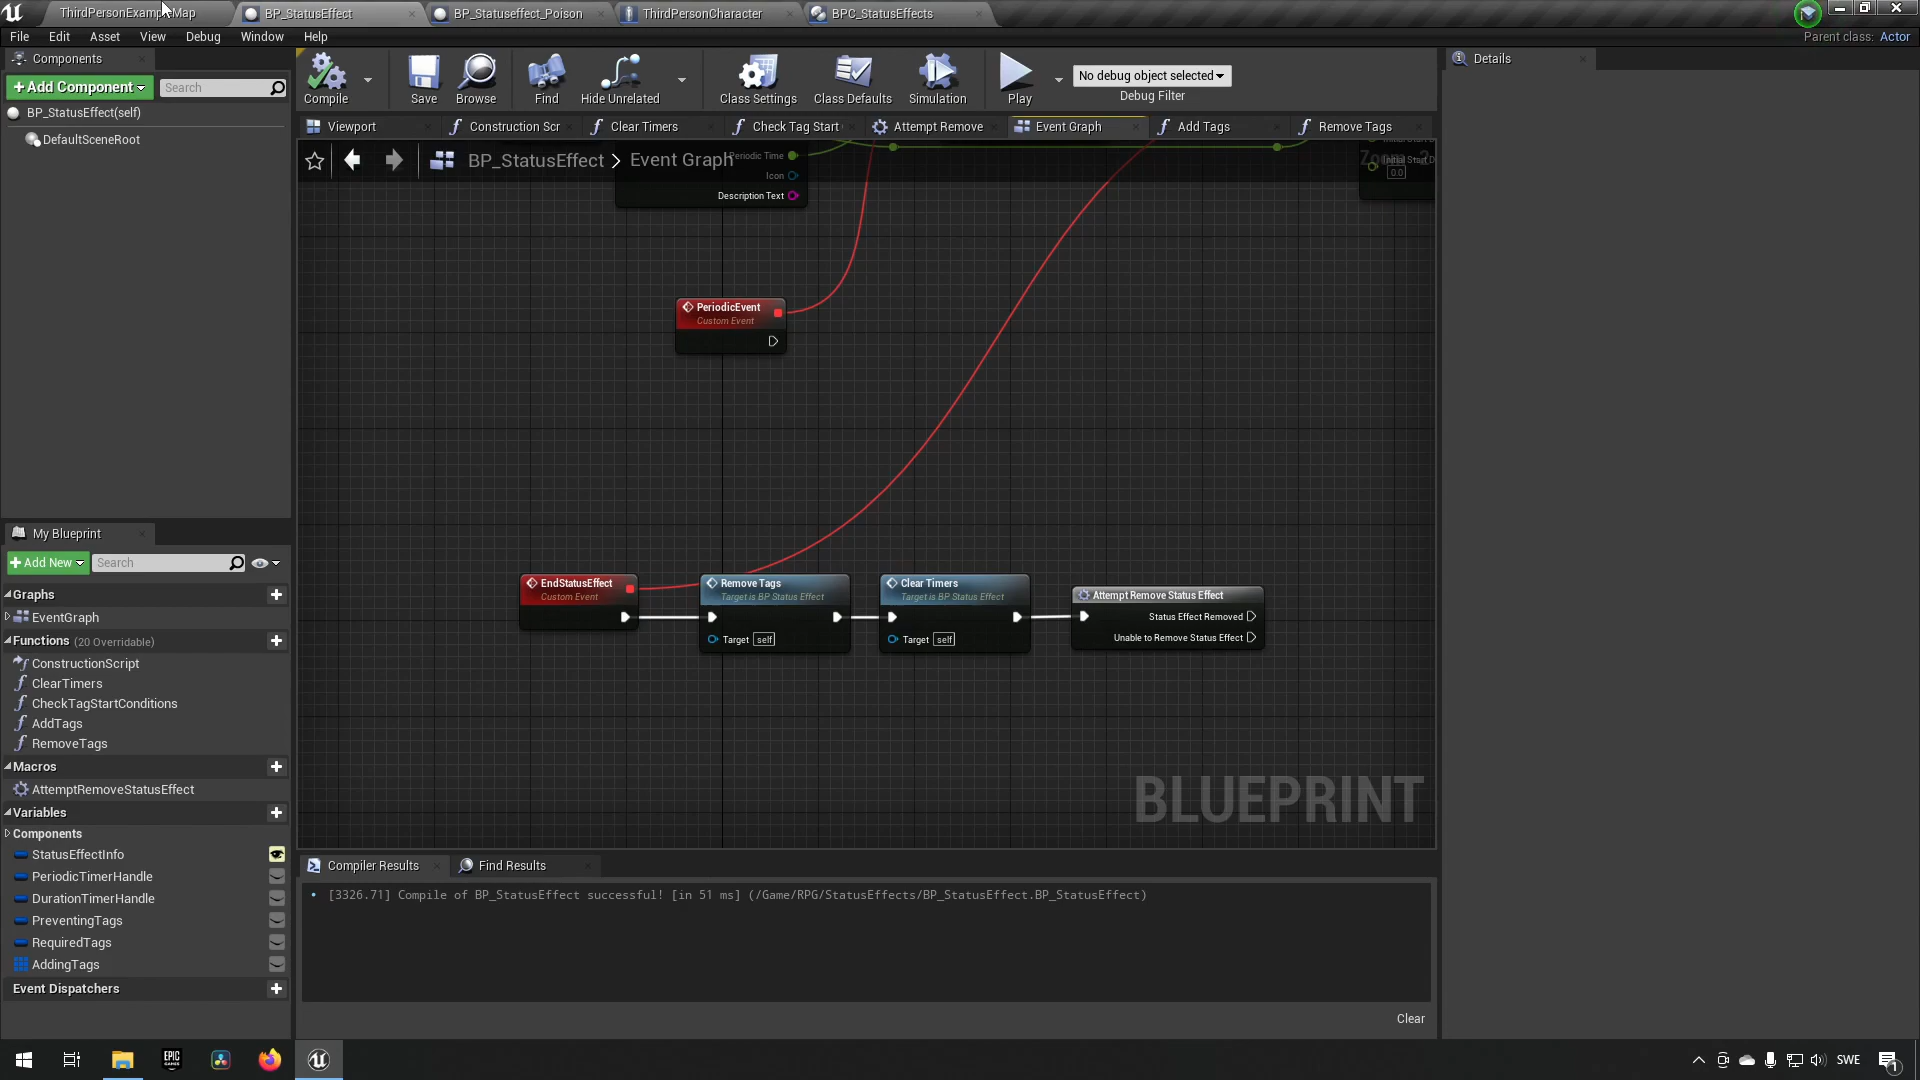 ThirdPersonExampleMap
BP_StatusEffect
BP_Statuseffect_Poison
ThirdPersonCharacter
BPC_StatusEffects
File
Edit
Asset
View
Debug
Window
Help
Parent class: Actor
Components
+Add Component
Search
BP_StatusEffect(self)
DefaultSceneRoot
Compile
Save
Browse
Find
Hide Unrelated
Class Settings
Class Defaults
Simulation
Play
No debug object selected
Debug Filter
Details
Viewport
Construction Scr
Clear Timers
Check Tag Start
Attempt Remove
Event Graph
Add Tags
Remove Tags
BP_StatusEffect > Event Graph
Periodic Time
Icon
Description Text
Initial Start D
0.0
PeriodicEvent
Custom Event
EndStatusEffect
Custom Event
Remove Tags
Target is BP Status Effect
Target self
Clear Timers
Target is BP Status Effect
Target self
Attempt Remove Status Effect
Status Effect Removed
Unable to Remove Status Effect
BLUEPRINT
My Blueprint
+Add New
Search
Graphs
EventGraph
Functions (20 Overridable)
ConstructionScript
ClearTimers
CheckTagStartConditions
AddTags
RemoveTags
Macros
AttemptRemoveStatusEffect
Variables
Components
StatusEffectInfo
PeriodicTimerHandle
DurationTimerHandle
PreventingTags
RequiredTags
AddingTags
Event Dispatchers
Compiler Results
Find Results
[3326.71] Compile of BP_StatusEffect successful! [in 51 ms] (/Game/RPG/StatusEffects/BP_StatusEffect.BP_StatusEffect)
Clear
EPIC
GAMES
SWE
1